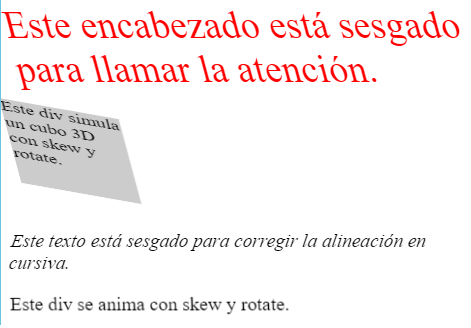 Este encabezado está sesgado
para llamar la atención.
Este div simula
un cubo 3D
con skew y
rotate.
Este texto está sesgado para corregir la alineación en
cursiva.
Este div se anima con skew y rotate.